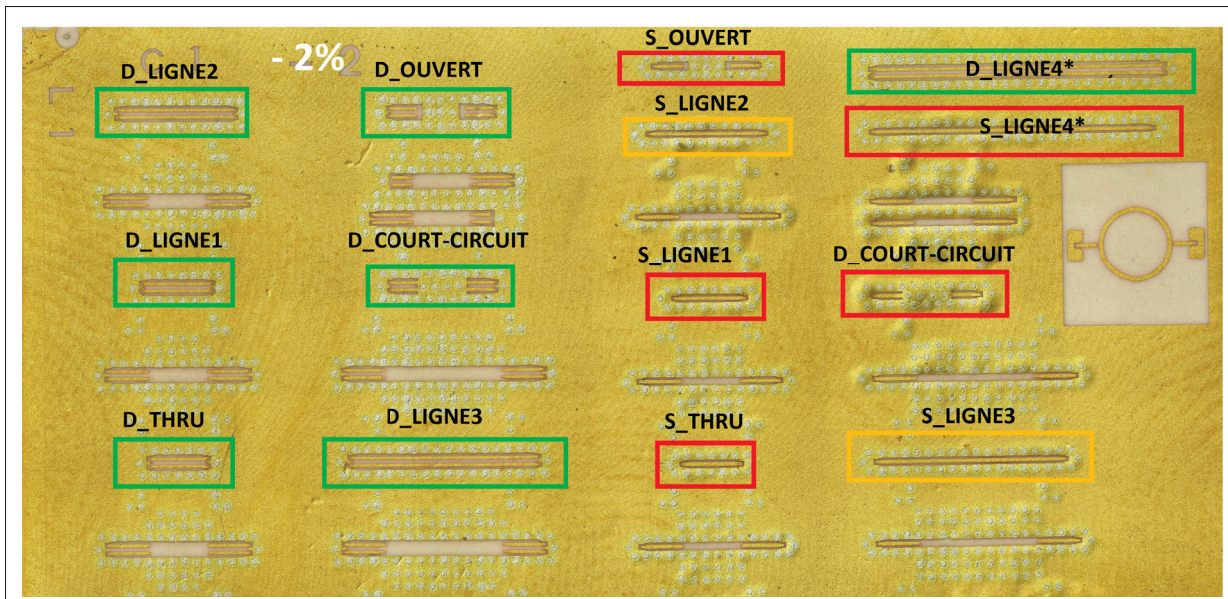 - 2%
S_OUVERT
D_LIGNE2
D_OUVERT
D_LIGNE4*
S_LIGNE2
S_LIGNE4*
D_LIGNE1
D_COURT-CIRCUIT
S_LIGNE1
D_COURT-CIRCUIT
D_THRU
D_LIGNE3
S_THRU
S_LIGNE3